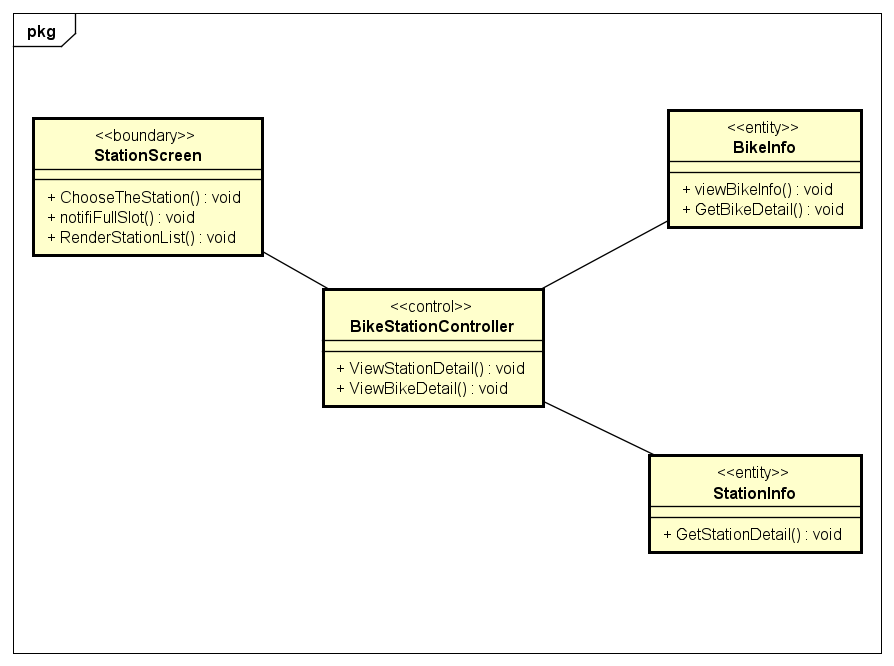 pkg
<<boundary>>
StationScreen
+ ChooseTheStation() : void
+ notifiFullSlot() : void
+ RenderStationList() : void
<<entity>>
BikeInfo
+ viewBikeInfo() : void
+ GetBikeDetail() : void
<<control>>
BikeStationController
+ ViewStationDetail() : void
+ ViewBikeDetail() : void
<<entity>>
StationInfo
+ GetStationDetail() : void